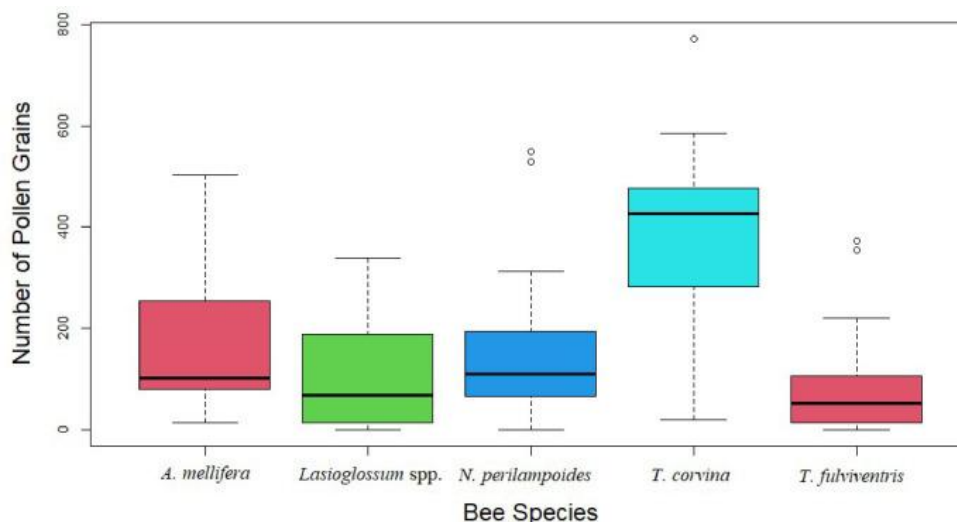 Number of Pollen Grains
800
600
400
200
0
A. mellifera
Lasioglossum spp.
N. perilampoides
T. corvina
T. fulviventris
Bee Species